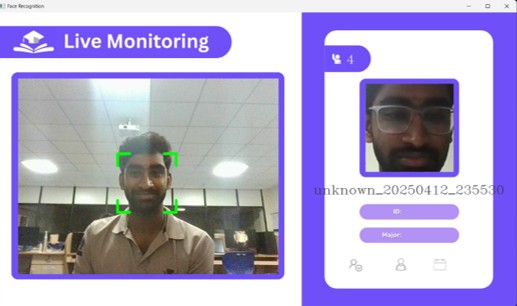 Face Recognition
Live Monitoring
4
unknown_20250412_235530
ID:
Major: